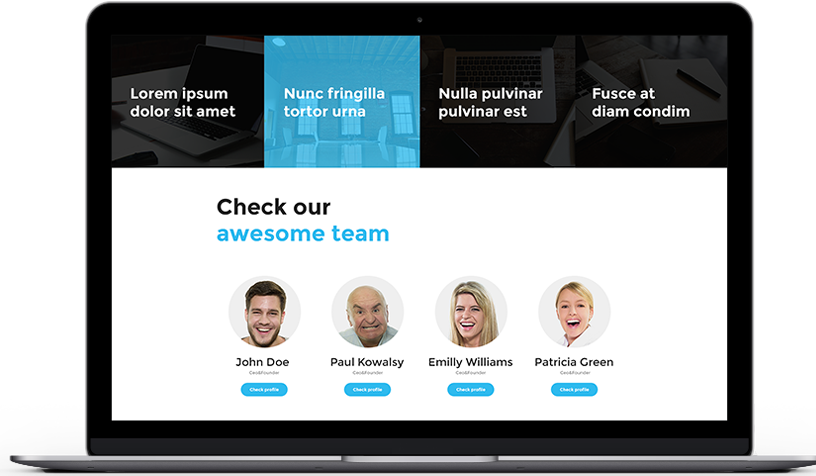 Lorem ipsum
dolor sit amet
Nunc fringilla
tortor urna
Nulla pulvinar
pulvinar est
Fusce at
diam condim
Check our
awesome team
John Doe
Paul Kowalsy
Emilly Williams
Patricia Green
Ceo&Founder
Ceo&Founder
Ceo&Founder
Ceo&Founder
Check profile
Check profile
Check profile
Check profile